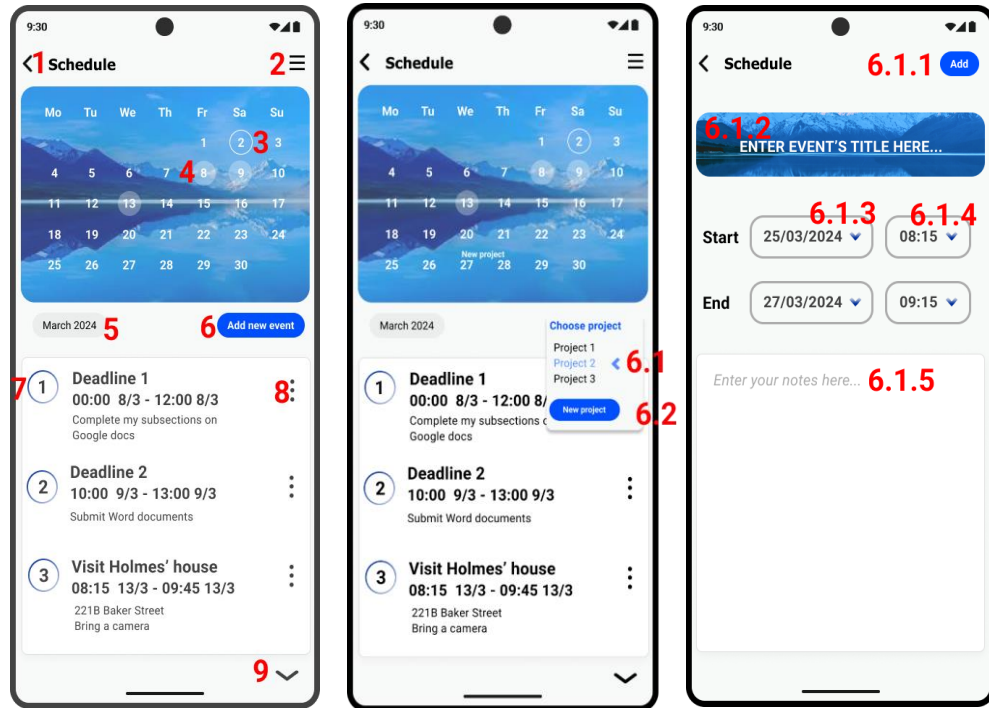 9:30
1 Schedule 2
Mo Tu We Th Fr Sa Su
1 2 3 3
4 5 6 7 4 8 9 10
11 12 13 14 15 16 17
18 19 20 21 22 23 24
25 26 27 28 29 30
March 2024 5 6 Add new event
7 1 Deadline 1 8
00:00 8/3 - 12:00 8/3
Complete my subsections on
Google docs
2 Deadline 2
10:00 9/3 - 13:00 9/3
Submit Word documents
3 Visit Holmes' house
08:15 13/3 - 09:45 13/3
221B Baker Street
Bring a camera
9
9:30
Schedule
Mo Tu We Th Fr Sa Su
1 2 3
4 5 6 7 8 9 10
11 12 13 14 15 16 17
18 19 20 21 22 23 24
New project
25 26 27 28 29 30
March 2024
Choose project
Project 1
Project 2 6.1
Project 3
New project 6.2
1 Deadline 1
00:00 8/3 - 12:00 8/
Complete my subsections
Google docs
2 Deadline 2
10:00 9/3 - 13:00 9/3
Submit Word documents
3 Visit Holmes' house
08:15 13/3 - 09:45 13/3
221B Baker Street
Bring a camera
9:30
Schedule 6.1.1 Add
6.1.2
ENTER EVENT'S TITLE HERE...
6.1.3 6.1.4
Start 25/03/2024 08:15
End 27/03/2024 09:15
Enter your notes here... 6.1.5